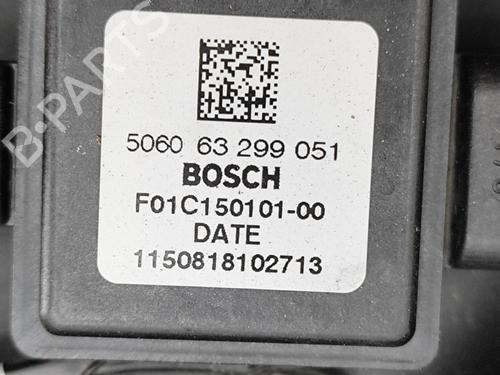 B-PARTS
5060 63 299 051
BOSCH
F01C150101-00
DATE
1150818102713